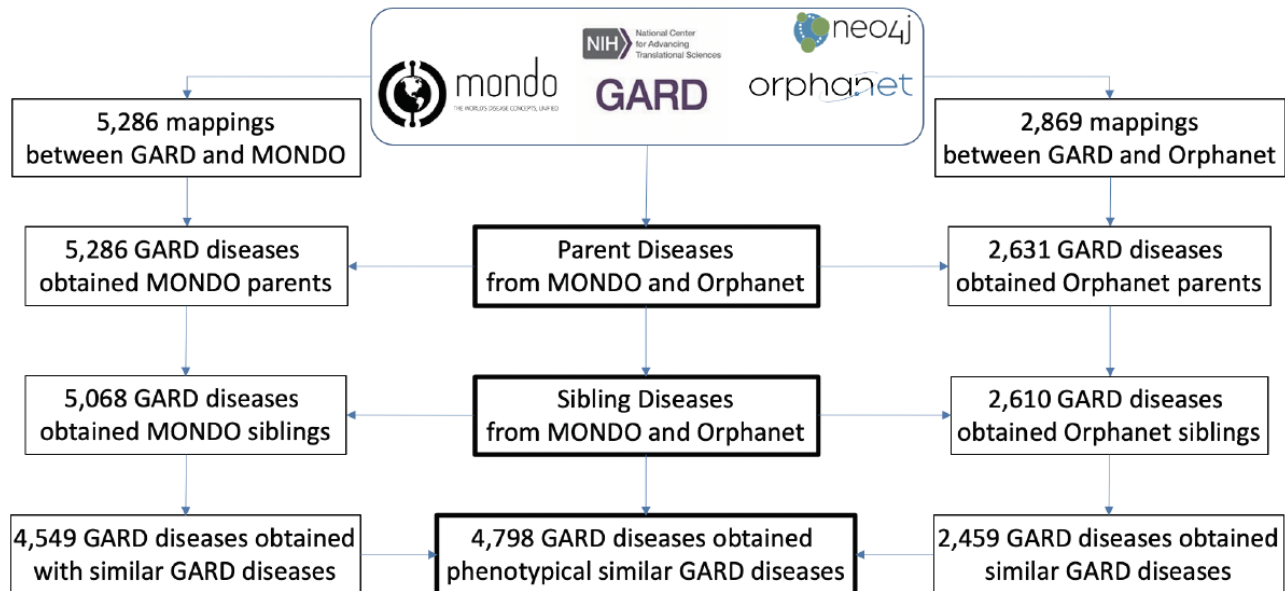 NIH
National Center
for Advancing
Translational Sciences
neo4j
mondo
THE WORLD'S DISEASE CONCEPTS, UNIFIED
GARD
orphanet
5,286 mappings
between GARD and MONDO
2,869 mappings
between GARD and Orphanet
5,286 GARD diseases
obtained MONDO parents
Parent Diseases
from MONDO and Orphanet
2,631 GARD diseases
obtained Orphanet parents
5,068 GARD diseases
obtained MONDO siblings
Sibling Diseases
from MONDO and Orphanet
2,610 GARD diseases
obtained Orphanet siblings
4,549 GARD diseases obtained
with similar GARD diseases
4,798 GARD diseases obtained
phenotypical similar GARD diseases
2,459 GARD diseases obtained
similar GARD diseases